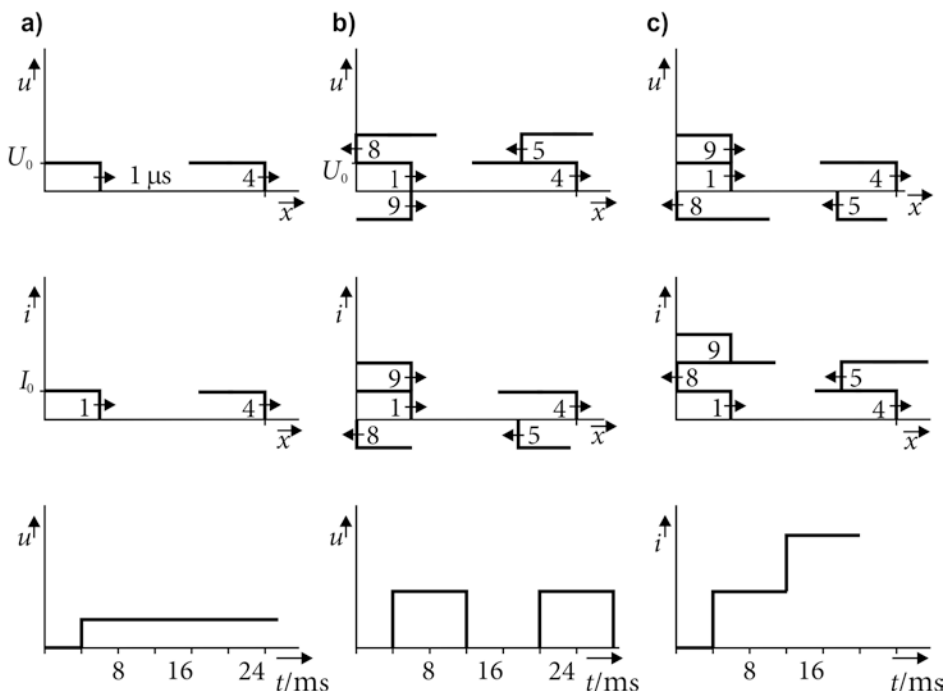 a) b) c)
u u u
8 5 9
U₀ 1 µs 4 U₀ 1 4 1 4
x 9 x 8 5 x
i i i
9 9
I₀ 1 4 1 4 8 5
x 8 5 x 1 4 x
u u i
8 16 24 t/ms 8 16 24 t/ms 8 16 t/ms